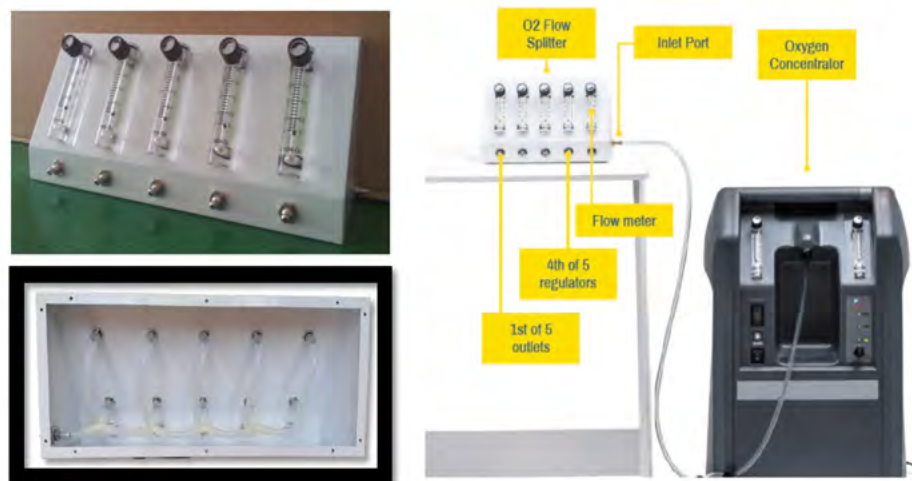 O2 Flow
Splitter
Inlet Port
Oxygen
Concentrator
Flow meter
4th of 5
regulators
1st of 5
outlets